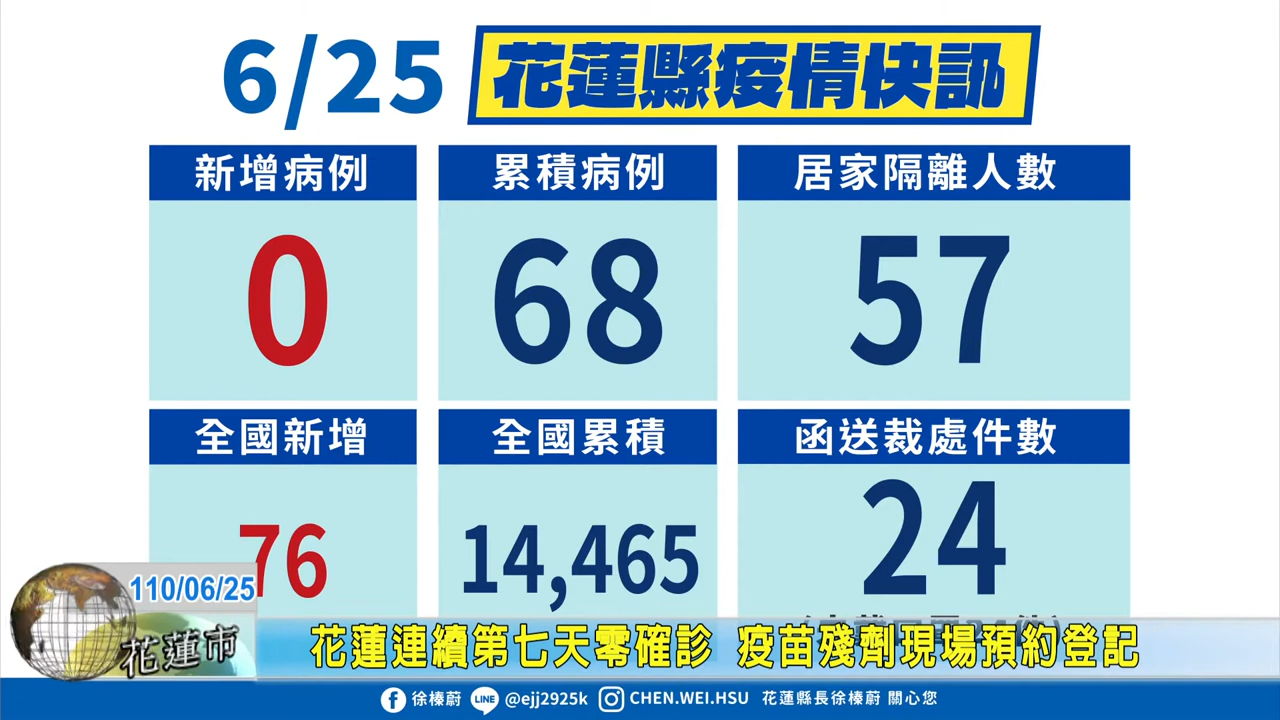 6/25 花蓮縣疫情快訊
新增病例 累積病例 居家隔離人數
0 68 57
全國新增 全國累積 函送裁處件數
76 14,465 24
110/06/25
花蓮市
花蓮連續第七天零確診 疫苗殘劑現場預約登記
徐榛蔚 LINE @ejj2925k CHEN.WEI.HSU 花蓮縣長徐榛蔚 關心您